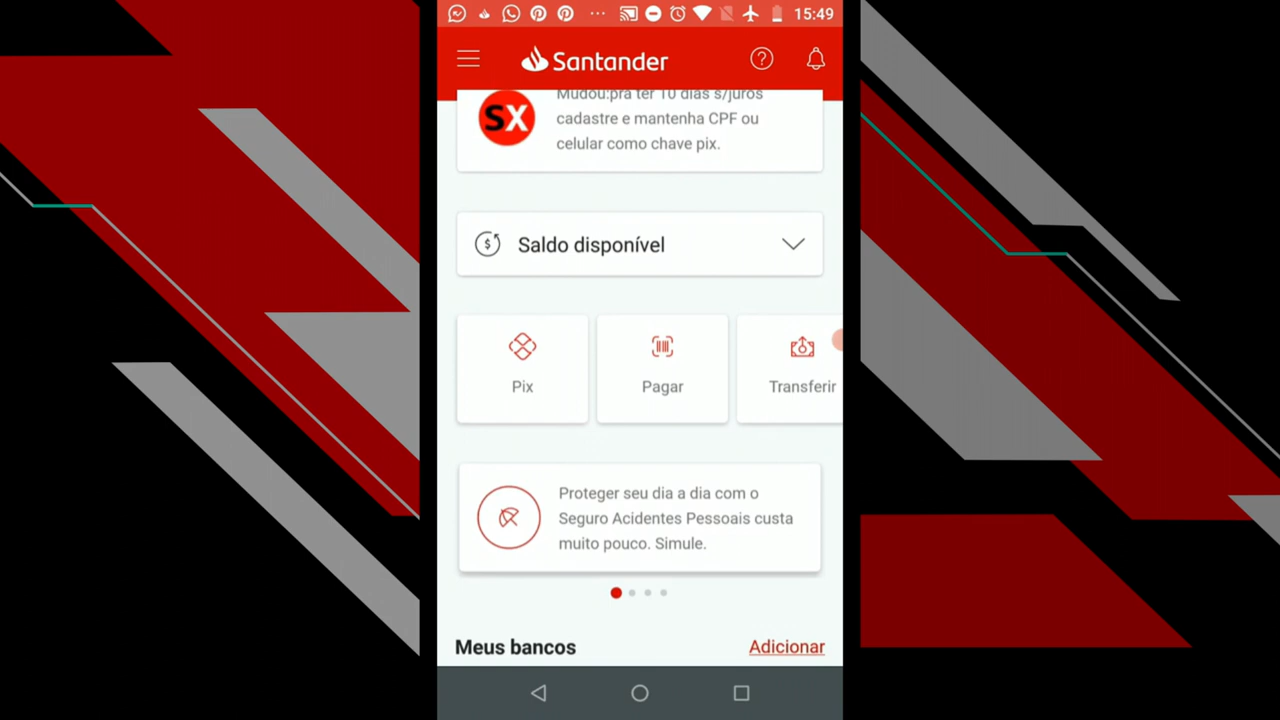 15:49
Santander
Mudou:pra ter 10 dias s/juros
SX
cadastre e mantenha CPF ou
celular como chave pix.
Saldo disponível
Pix
Pagar
Transferir
Proteger seu dia a dia com o
Seguro Acidentes Pessoais custa
muito pouco. Simule.
Meus bancos
Adicionar